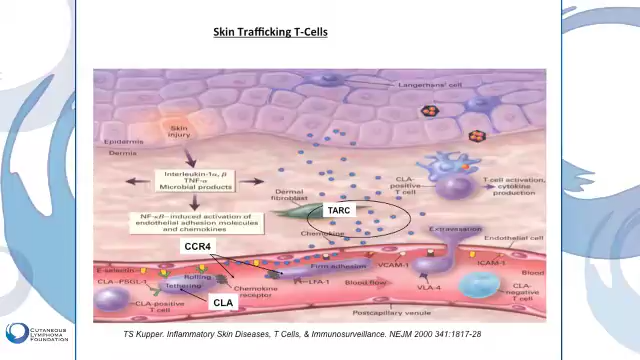 Skin Trafficking T-Cells
Langerhans' cell
Skin
injury
Epidermis
Dermis
Interleukin-1α, β
TNF-α
Microbial products
CLA-
positive
T cell
T-cell activation,
cytokine
production
Dermal
fibroblast
TARC
NF-κB–induced activation of
endothelial adhesion molecules
and chemokines
Chemokine
Extravasation
Endothelial cell
CCR4
E-selectin
Rolling
Firm adhesion
VCAM-1
ICAM-1
Blood
CLA–PSGL-1
Tethering
Chemokine
receptor
LFA-1
Blood flow
VLA-4
CLA-
negative
T cell
CLA-positive
T cell
CLA
Postcapillary venule
CUTANEOUS
LYMPHOMA
FOUNDATION
TS Kupper. Inflammatory Skin Diseases, T Cells, & Immunosurveillance. NEJM 2000 341:1817-28